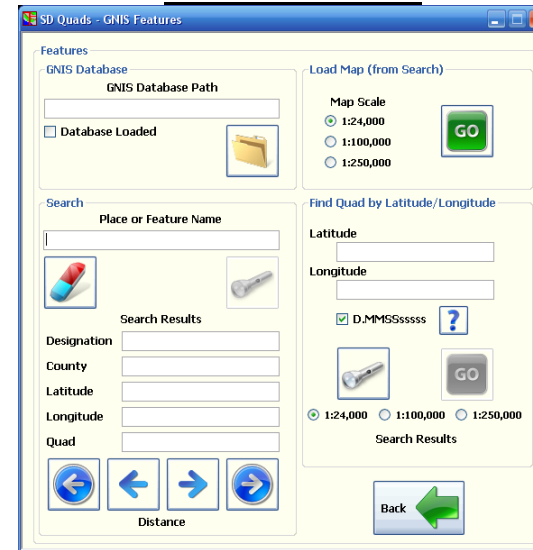 SD Quads - GNIS Features
Features
GNIS Database
GNIS Database Path
Database Loaded
Load Map (from Search)
Map Scale
1:24,000
1:100,000
1:250,000
GO
Search
Place or Feature Name
Search Results
Designation
County
Latitude
Longitude
Quad
Distance
Find Quad by Latitude/Longitude
Latitude
Longitude
D.MMSSsssss
?
GO
1:24,000 1:100,000 1:250,000
Search Results
Back